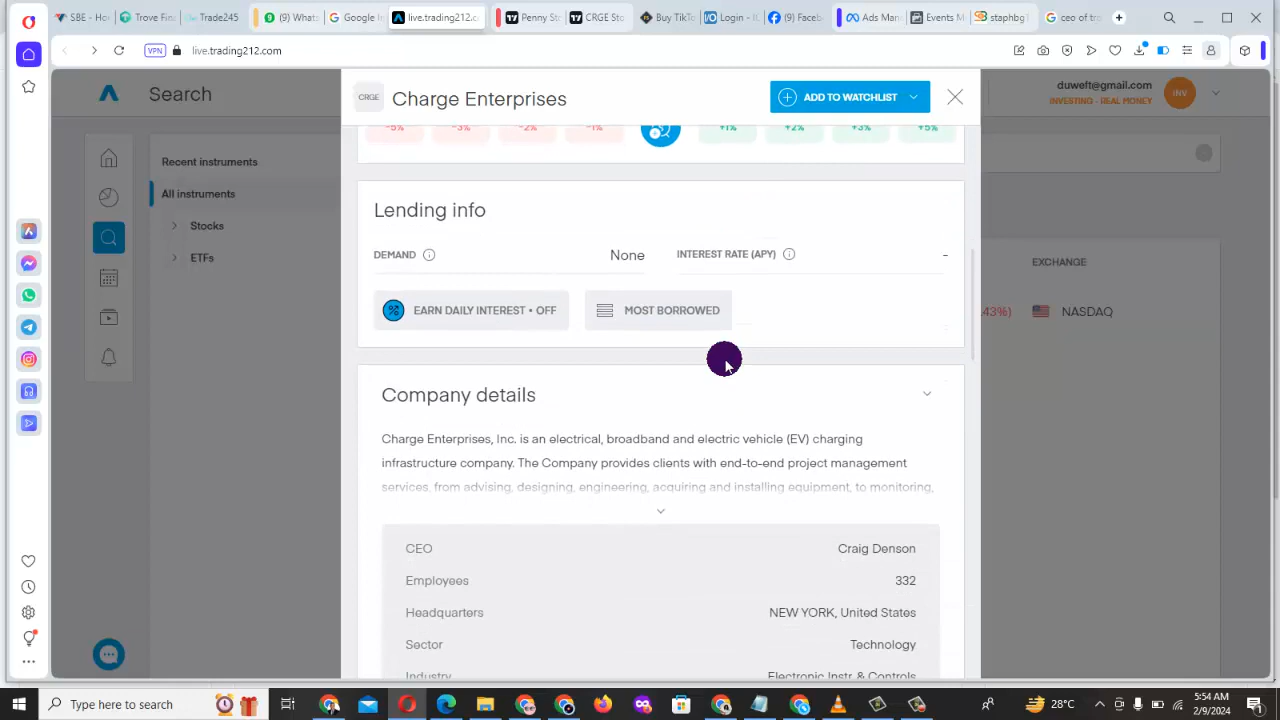 SBE - Ho
Trove Fin
Trade245
(9) Whats
Google In
live.trading212.c
Penny St
CRGE Sto
Buy TikTo
Login - IC
(9) Faceb
Ads Man
Events M
staphbg1
ceo of tra
VPN
live.trading212.com
Search
CRGE
Charge Enterprises
ADD TO WATCHLIST
duweft@gmail.com
INVESTING - REAL MONEY
INV
-5%
-3%
-2%
-1%
+1%
+2%
+3%
+5%
Recent instruments
All instruments
Stocks
ETFs
Lending info
DEMAND
None
INTEREST RATE (APY)
-
EXCHANGE
.43%)
NASDAQ
EARN DAILY INTEREST • OFF
MOST BORROWED
Company details
Charge Enterprises, Inc. is an electrical, broadband and electric vehicle (EV) charging
infrastructure company. The Company provides clients with end-to-end project management
services, from advising, designing, engineering, acquiring and installing equipment, to monitoring,
CEO
Craig Denson
Employees
332
Headquarters
NEW YORK, United States
Sector
Technology
Industry
Electronic Instr. & Controls
Type here to search
28°C
5:54 AM
2/9/2024